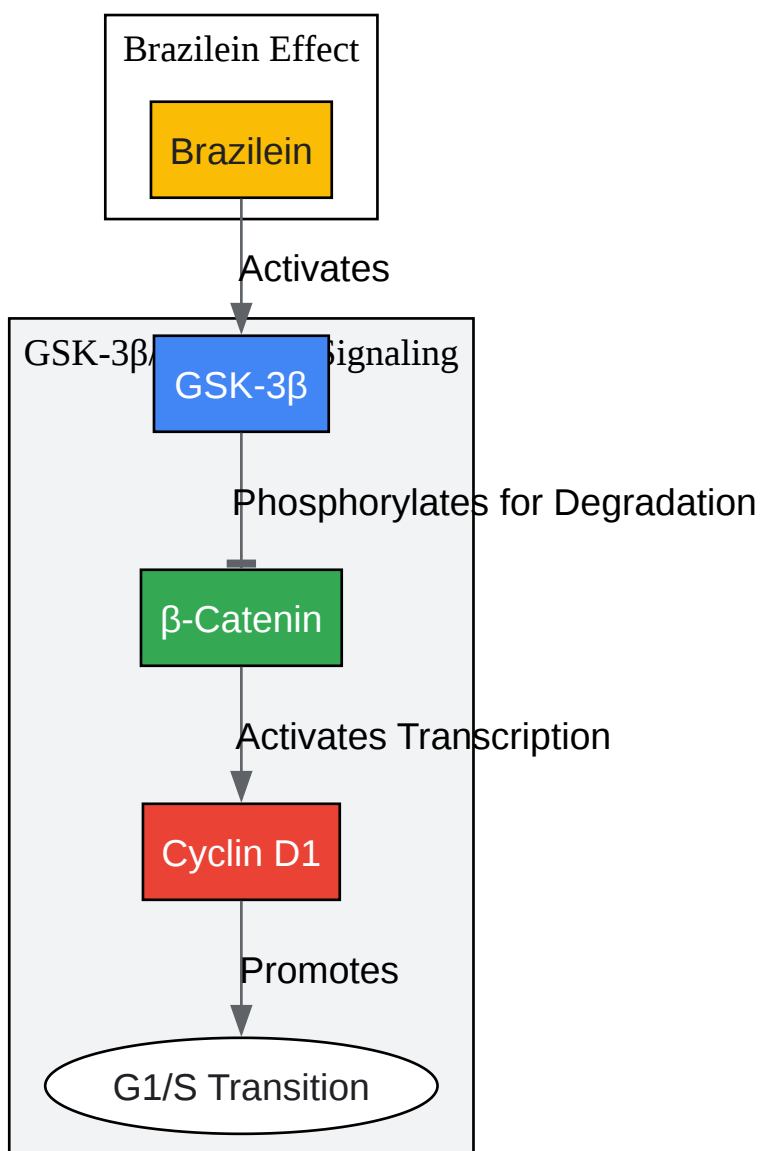 Brazilein Effect
Brazilein
Activates
GSK-3β/ Signaling
GSK-3β
Phosphorylates for Degradation
β-Catenin
Activates Transcription
Cyclin D1
Promotes
G1/S Transition